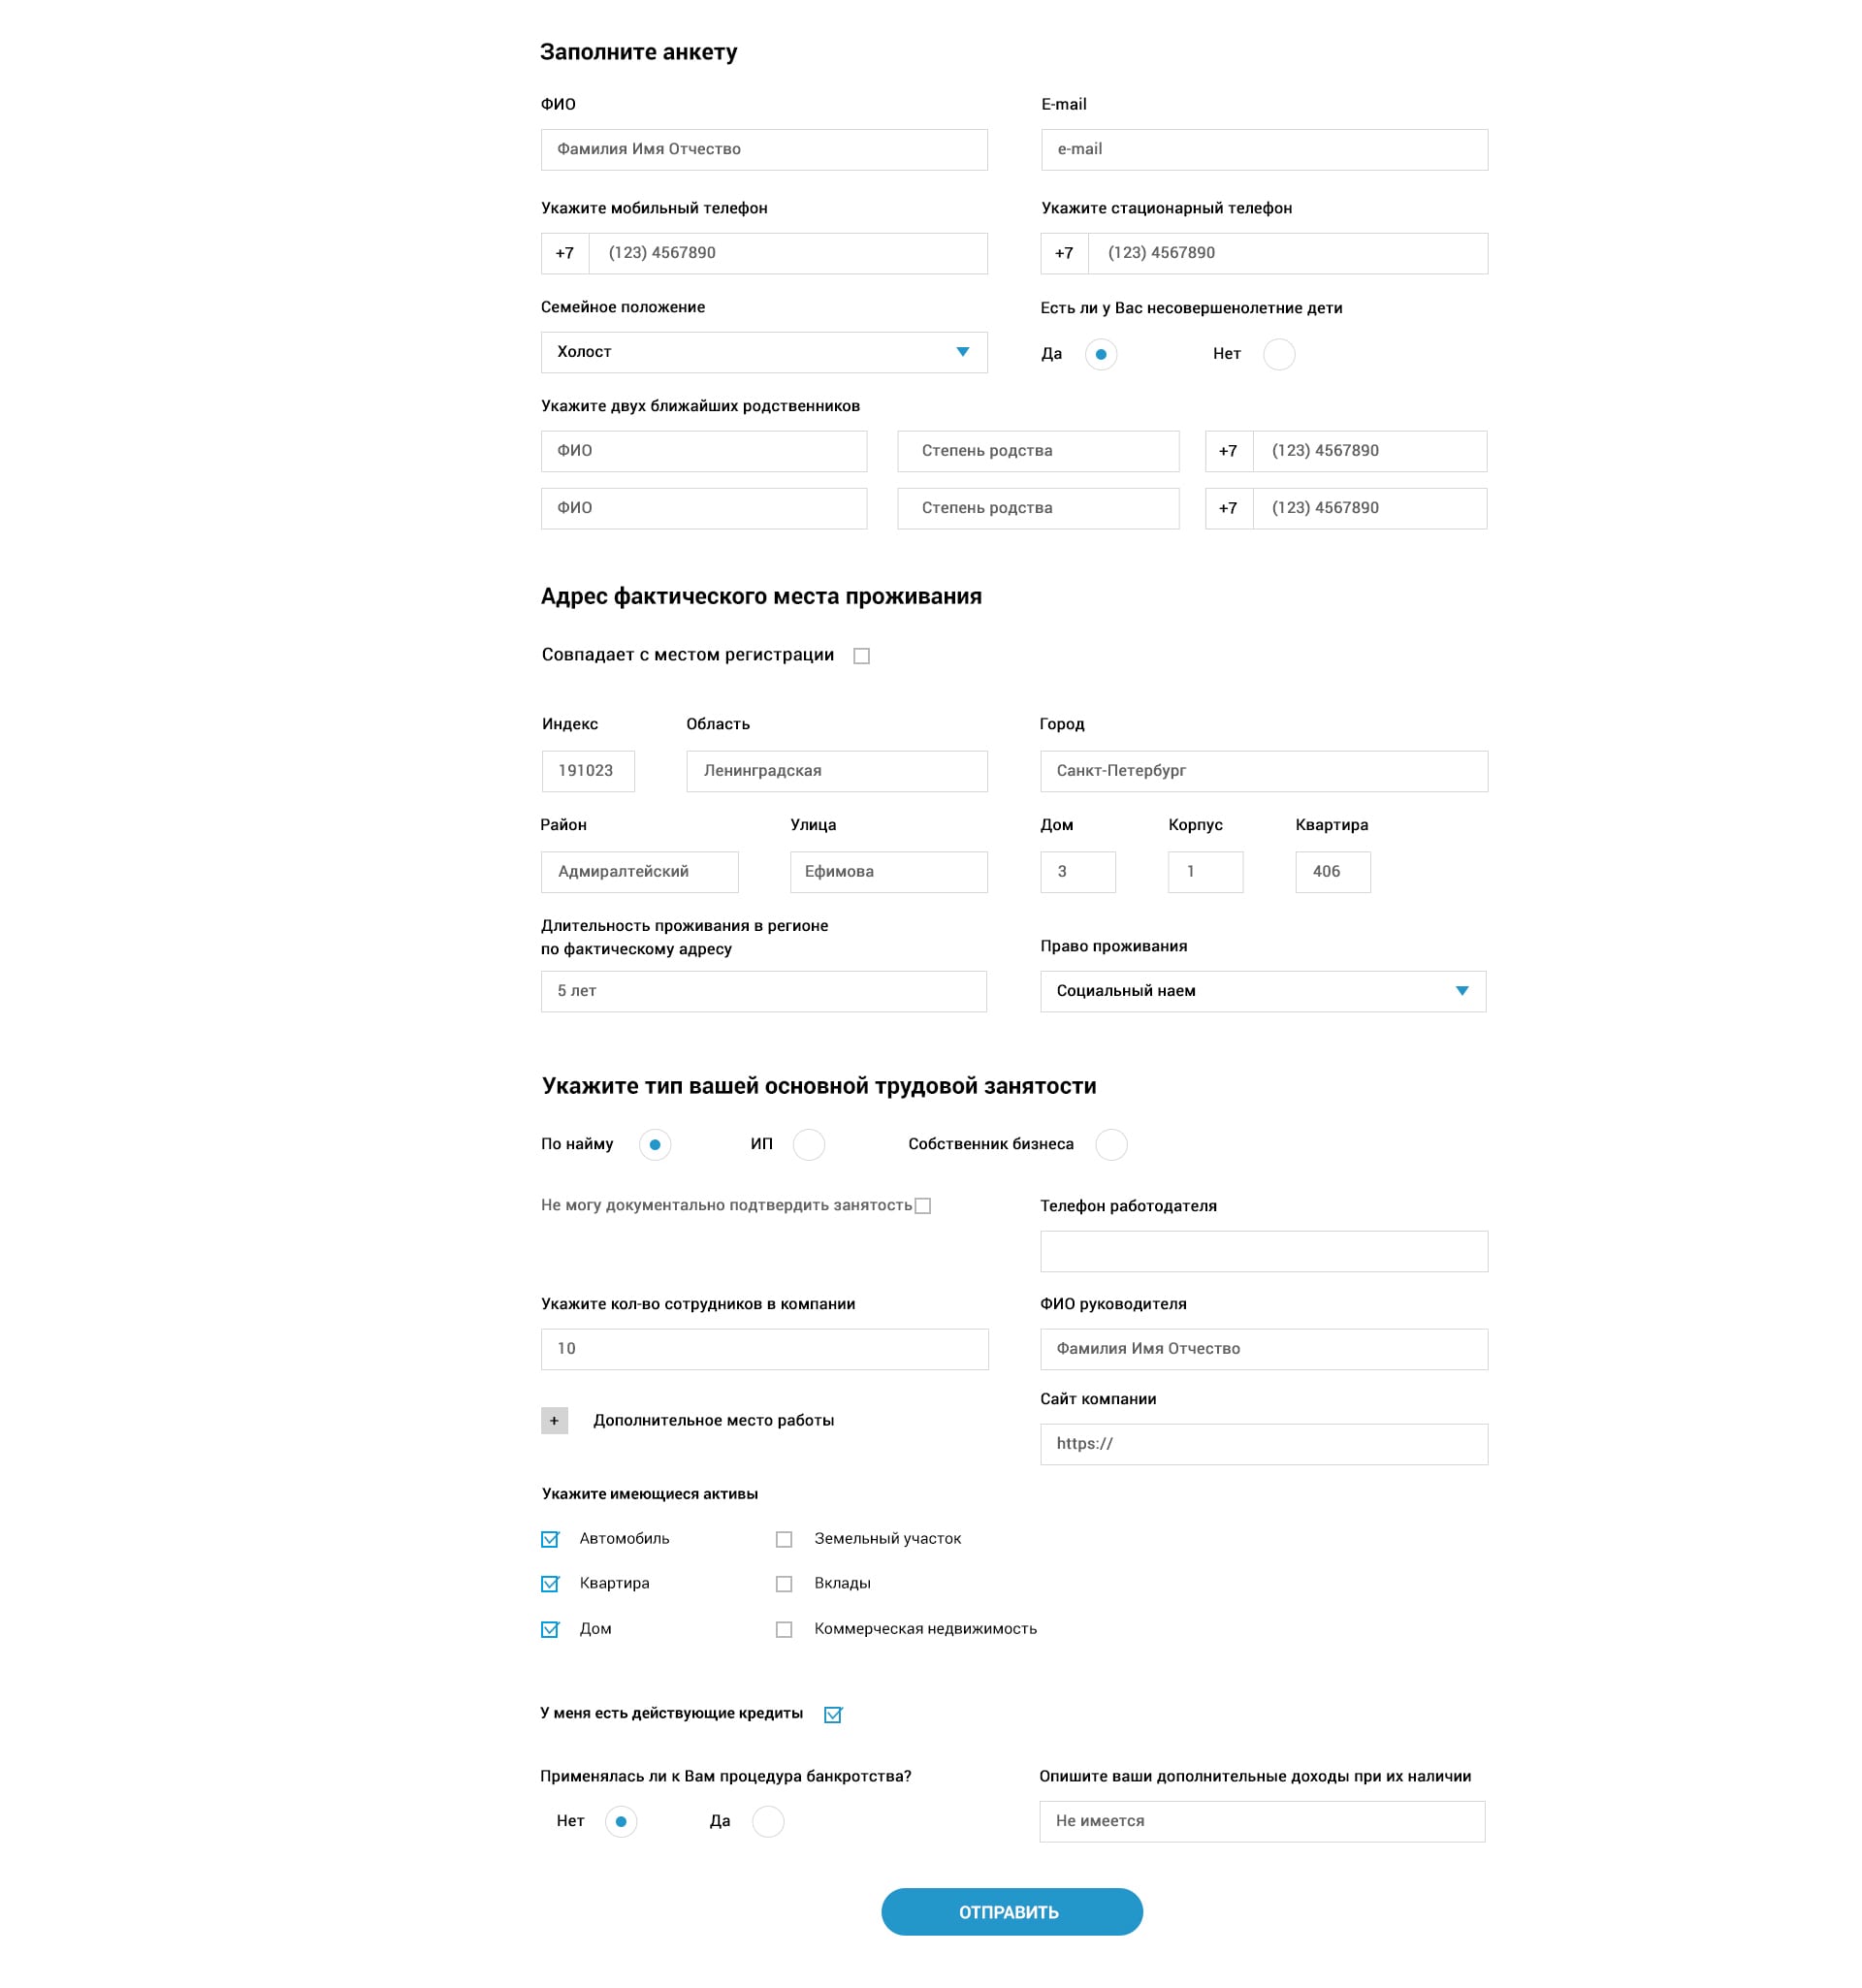 Заполните анкету
ФИО E-mail
Фамилия Имя Отчество e-mail
Укажите мобильный телефон Укажите стационарный телефон
+7 (123) 4567890 +7 (123) 4567890
Семейное положение Есть ли у Вас несовершенолетние дети
Холост Да Нет
Укажите двух ближайших родственников
ФИО Степень родства +7 (123) 4567890
ФИО Степень родства +7 (123) 4567890
Адрес фактического места проживания
Совпадает с местом регистрации
Индекс Область Город
191023 Ленинградская Санкт-Петербург
Район Улица Дом Корпус Квартира
Адмиралтейский Ефимова 3 1 406
Длительность проживания в регионе
по фактическому адресу Право проживания
5 лет Социальный наем
Укажите тип вашей основной трудовой занятости
По найму ИП Собственник бизнеса
Не могу документально подтвердить занятость Телефон работодателя
Укажите кол-во сотрудников в компании ФИО руководителя
10 Фамилия Имя Отчество
Сайт компании
+ Дополнительное место работы
https://
Укажите имеющиеся активы
Автомобиль Земельный участок
Квартира Вклады
Дом Коммерческая недвижимость
У меня есть действующие кредиты
Применялась ли к Вам процедура банкротства? Опишите ваши дополнительные доходы при их наличии
Нет Да Не имеется
ОТПРАВИТЬ